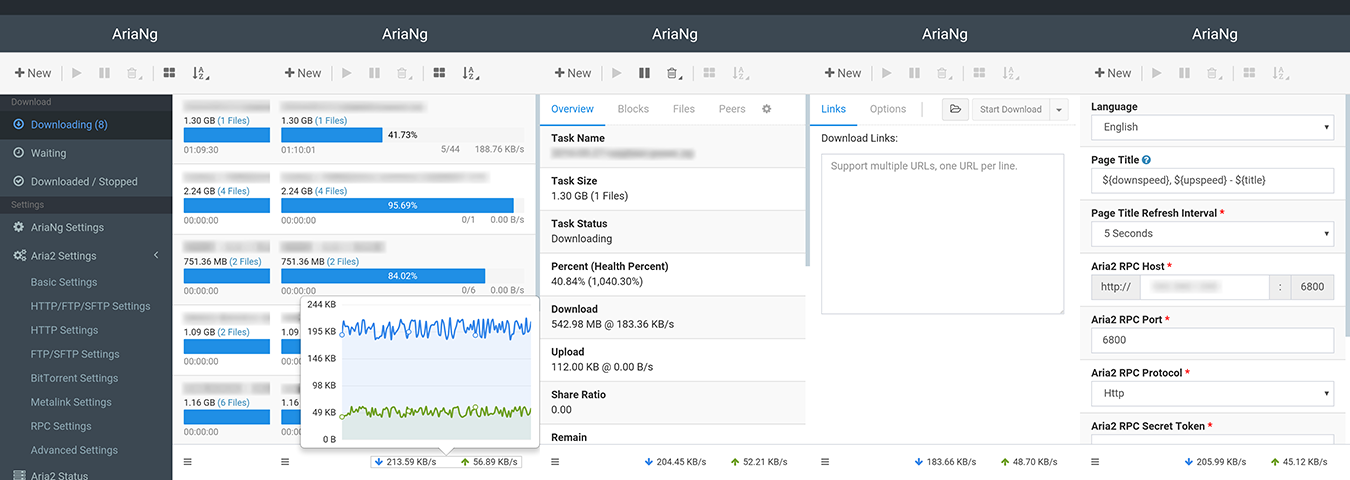 AriaNg
Download
Downloading (8)
Waiting
Downloaded / Stopped
Settings
AriaNg Settings
Aria2 Settings
Basic Settings
HTTP/FTP/SFTP Settings
HTTP Settings
FTP/SFTP Settings
BitTorrent Settings
Metalink Settings
RPC Settings
Advanced Settings
Aria2 Status
New
1.30 GB (1 Files)
01:09:30
2.24 GB (4 Files)
00:00:00
751.36 MB (2 Files)
00:00:00
1.09 GB (2 Files)
00:00:00
1.16 GB (6 Files)
00:00:00
AriaNg
New
1.30 GB (1 Files)
41.73%
01:10:01 5/44 188.76 KB/s
2.24 GB (4 Files)
95.69%
00:00:00 0/1 0.00 B/s
751.36 MB (2 Files)
84.02%
00:00:00 0/6 0.00 B/s
1.09
00:00
1.16
00:00
244 KB
195 KB
146 KB
98 KB
49 KB
0 B
213.59 KB/s 56.89 KB/s
AriaNg
New
Overview Blocks Files Peers
Task Name
Task Size
1.30 GB (1 Files)
Task Status
Downloading
Percent (Health Percent)
40.84% (1,040.30%)
Download
542.98 MB @ 183.36 KB/s
Upload
112.00 KB @ 0.00 B/s
Share Ratio
0.00
Remain
204.45 KB/s 52.21 KB/s
AriaNg
New
Links Options Start Download
Download Links:
Support multiple URLs, one URL per line.
183.66 KB/s 48.70 KB/s
AriaNg
New
Language
English
Page Title
${downspeed}, ${upspeed} - ${title}
Page Title Refresh Interval *
5 Seconds
Aria2 RPC Host *
http:// : 6800
Aria2 RPC Port *
6800
Aria2 RPC Protocol *
Http
Aria2 RPC Secret Token *
205.99 KB/s 45.12 KB/s